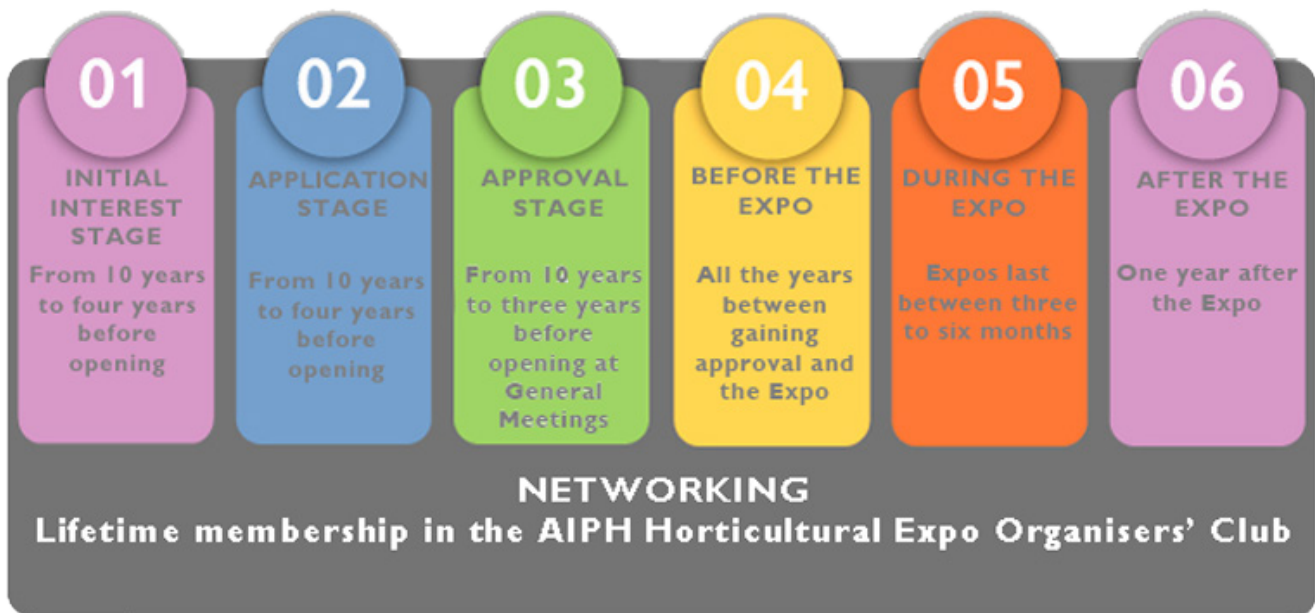 01
INITIAL
INTEREST
STAGE
From 10 years
to four years
before
opening
02
APPLICATION
STAGE
From 10 years
to four years
before
opening
03
APPROVAL
STAGE
From 10 years
to three years
before
opening at
General
Meetings
04
BEFORE THE
EXPO
All the years
between
gaining
approval and
the Expo
05
DURING THE
EXPO
Expos last
between three
to six months
06
AFTER THE
EXPO
One year after
the Expo
NETWORKING
Lifetime membership in the AIPH Horticultural Expo Organisers’ Club